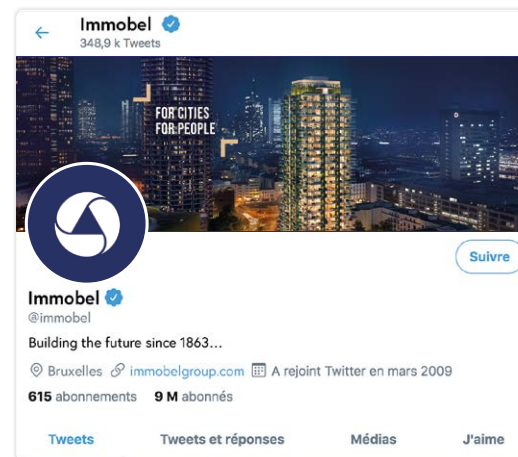 Immobel
348,9 k Tweets
FOR CITIES
FOR PEOPLE
Suivre
Immobel
@immobel
Building the future since 1863...
Bruxelles immobelgroup.com A rejoint Twitter en mars 2009
615 abonnements 9 M abonnés
Tweets Tweets et réponses Médias J'aime